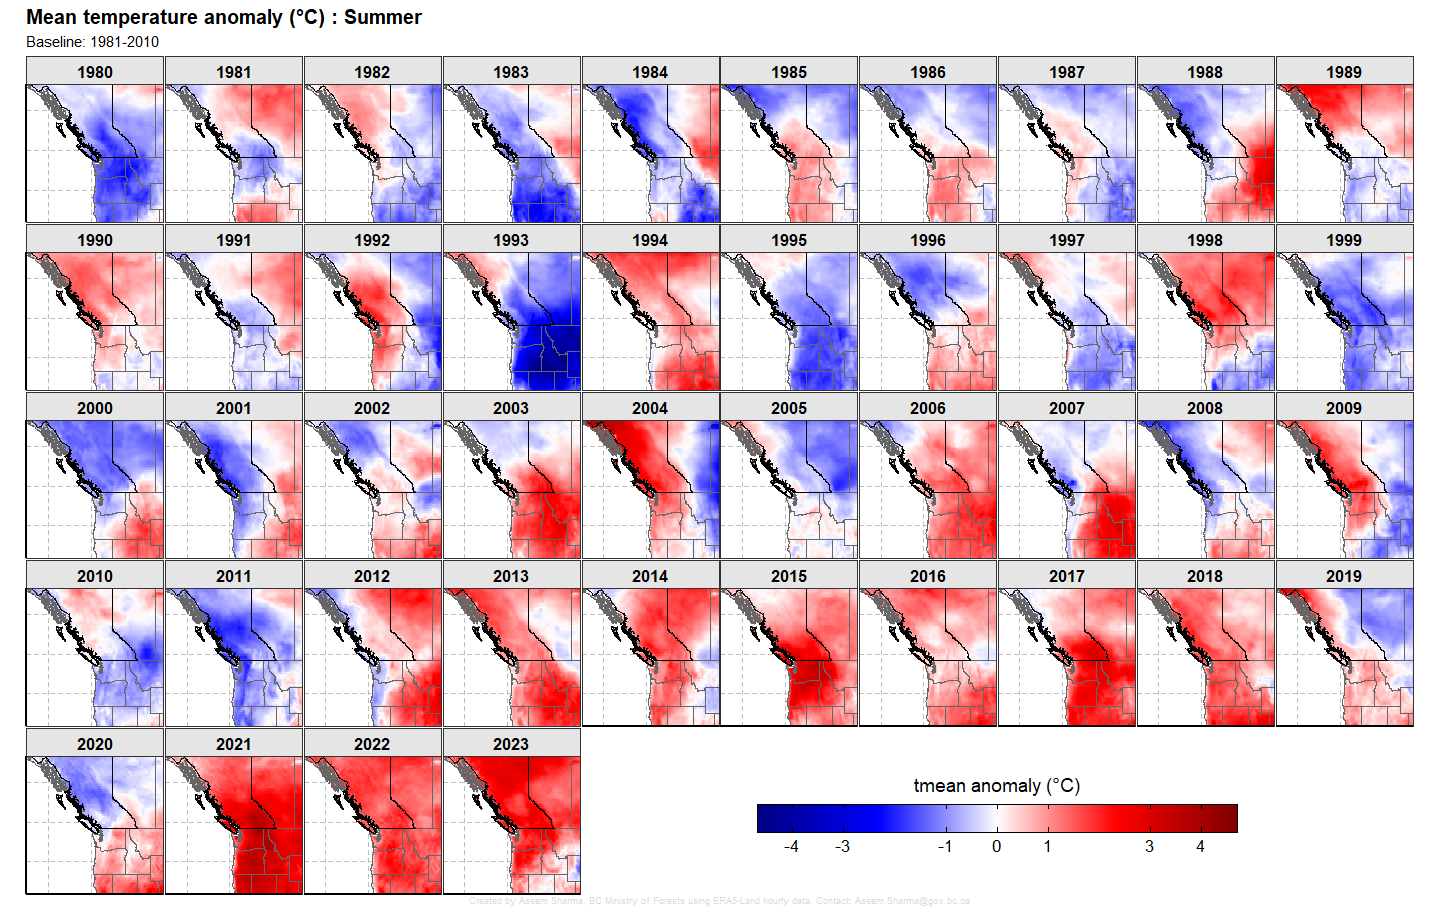 Mean temperature anomaly (°C) : Summer
Baseline: 1981-2010
1980 1981 1982 1983 1984 1985 1986 1987 1988 1989
1990 1991 1992 1993 1994 1995 1996 1997 1998 1999
2000 2001 2002 2003 2004 2005 2006 2007 2008 2009
2010 2011 2012 2013 2014 2015 2016 2017 2018 2019
2020 2021 2022 2023
tmean anomaly (°C)
-4 -3 -1 0 1 3 4
Created by Aseem Sharma, BC Ministry of Forests using ERA5-Land hourly data. Contact: Aseem.Sharma@gov.bc.ca